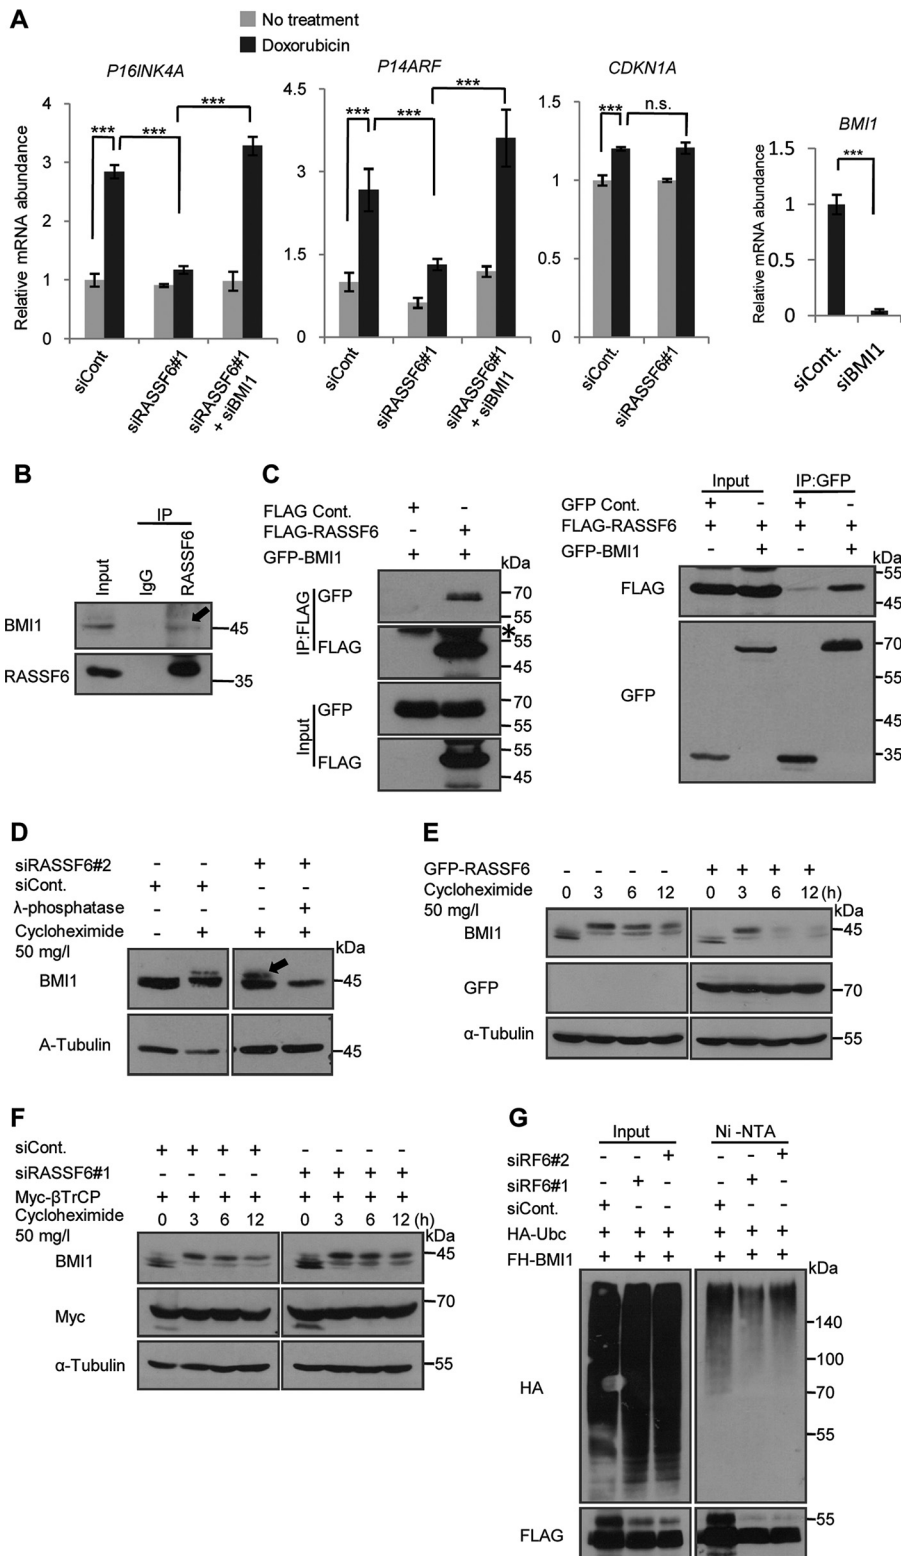 A
No treatment
Doxorubicin
P16INK4A
P14ARF
CDKN1A
BMI1
Relative mRNA abundance
4
3
2
1
0
***
***
***
siCont
siRASSF6#1
siRASSF6#1
+ siBMI1
4.5
3
1.5
0
***
***
***
siCont
siRASSF6#1
siRASSF6#1
+ siBMI1
1.5
1
0.5
0
***
n.s.
siCont.
siRASSF6#1
Relative mRNA abundance
1.5
1
0.5
0
***
siCont.
siBMI1
B
IP
Input
IgG
RASSF6
BMI1
45
RASSF6
35
C
FLAG Cont. + -
FLAG-RASSF6 - +
GFP-BMI1 + +
kDa
IP:FLAG
GFP
70
55
*
FLAG
55
45
Input
GFP
70
55
FLAG
55
45
Input IP:GFP
GFP Cont. + - + -
FLAG-RASSF6 + + + +
GFP-BMI1 - + - +
kDa
FLAG
55
45
GFP
70
55
45
35
D
siRASSF6#2 - - + +
siCont. + + - -
λ-phosphatase - - - +
Cycloheximide - + + +
50 mg/l
kDa
BMI1
45
A-Tubulin
45
E
GFP-RASSF6 - - - - + + + +
Cycloheximide 0 3 6 12 0 3 6 12 (h)
50 mg/l
kDa
BMI1
45
GFP
70
α-Tubulin
55
F
siCont. + + + + - - - -
siRASSF6#1 - - - - + + + +
Myc-βTrCP + + + + + + + +
Cycloheximide 0 3 6 12 0 3 6 12 (h)
50 mg/l
kDa
BMI1
45
Myc
70
α-Tubulin
55
G
Input Ni -NTA
siRF6#2 - - + - - +
siRF6#1 - + - - + -
siCont. + - - + - -
HA-Ubc + + + + + +
FH-BMI1 + + + + + +
kDa
HA
140
100
70
55
FLAG
55